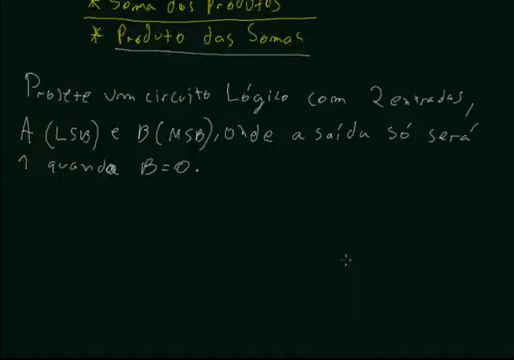 * Soma dos Produtos
* Produto das Somas
Projete um circuito Lógico com 2 entradas,
A (LSB) e B (MSB), onde a saída só será
1 quando B=0.